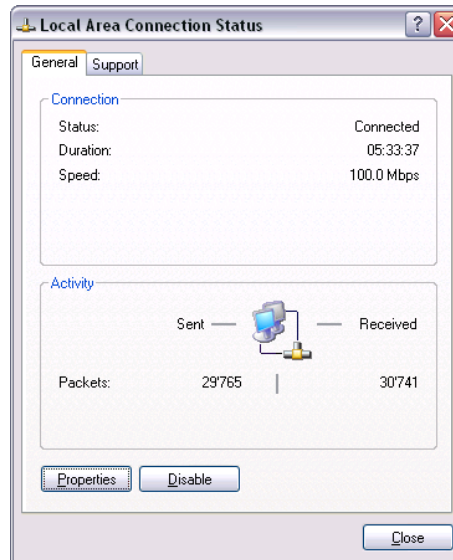 Local Area Connection Status
General Support
Connection
Status: Connected
Duration: 05:33:37
Speed: 100.0 Mbps
Activity
Sent Received
Packets: 29'765 30'741
Properties Disable
Close